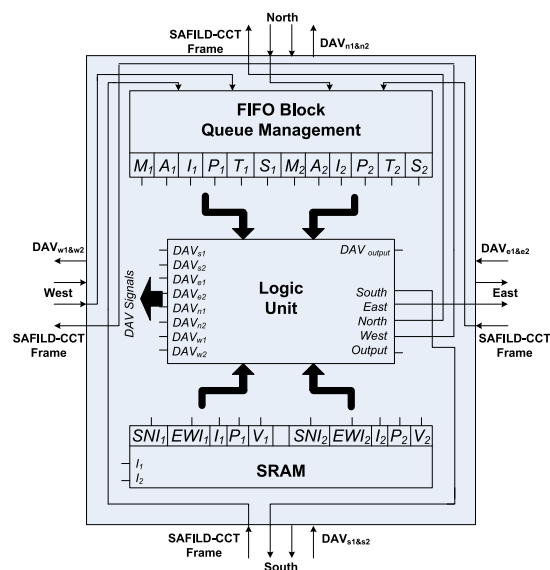 North
SAFILD-CCT
Frame
DAVn1&n2
FIFO Block
Queue Management
M1 A1 I1 P1 T1 S1 M2 A2 I2 P2 T2 S2
DAVw1&w2
West
SAFILD-CCT
Frame
DAV Signals
DAVs1
DAVs2
DAVe1
DAVe2
DAVn1
DAVn2
DAVw1
DAVw2
Logic
Unit
DAV output
South
East
North
West
Output
DAVe1&e2
East
SAFILD-CCT
Frame
SNI1 EWI1 I1 P1 V1 SNI2 EWI2 I2 P2 V2
I1
I2
SRAM
SAFILD-CCT
Frame
DAVs1&s2
South